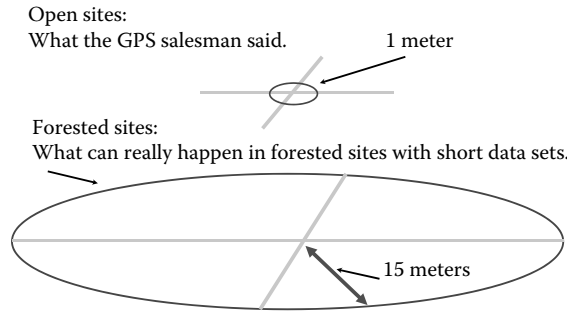 Open sites:
What the GPS salesman said.
1 meter
Forested sites:
What can really happen in forested sites with short data sets.
15 meters